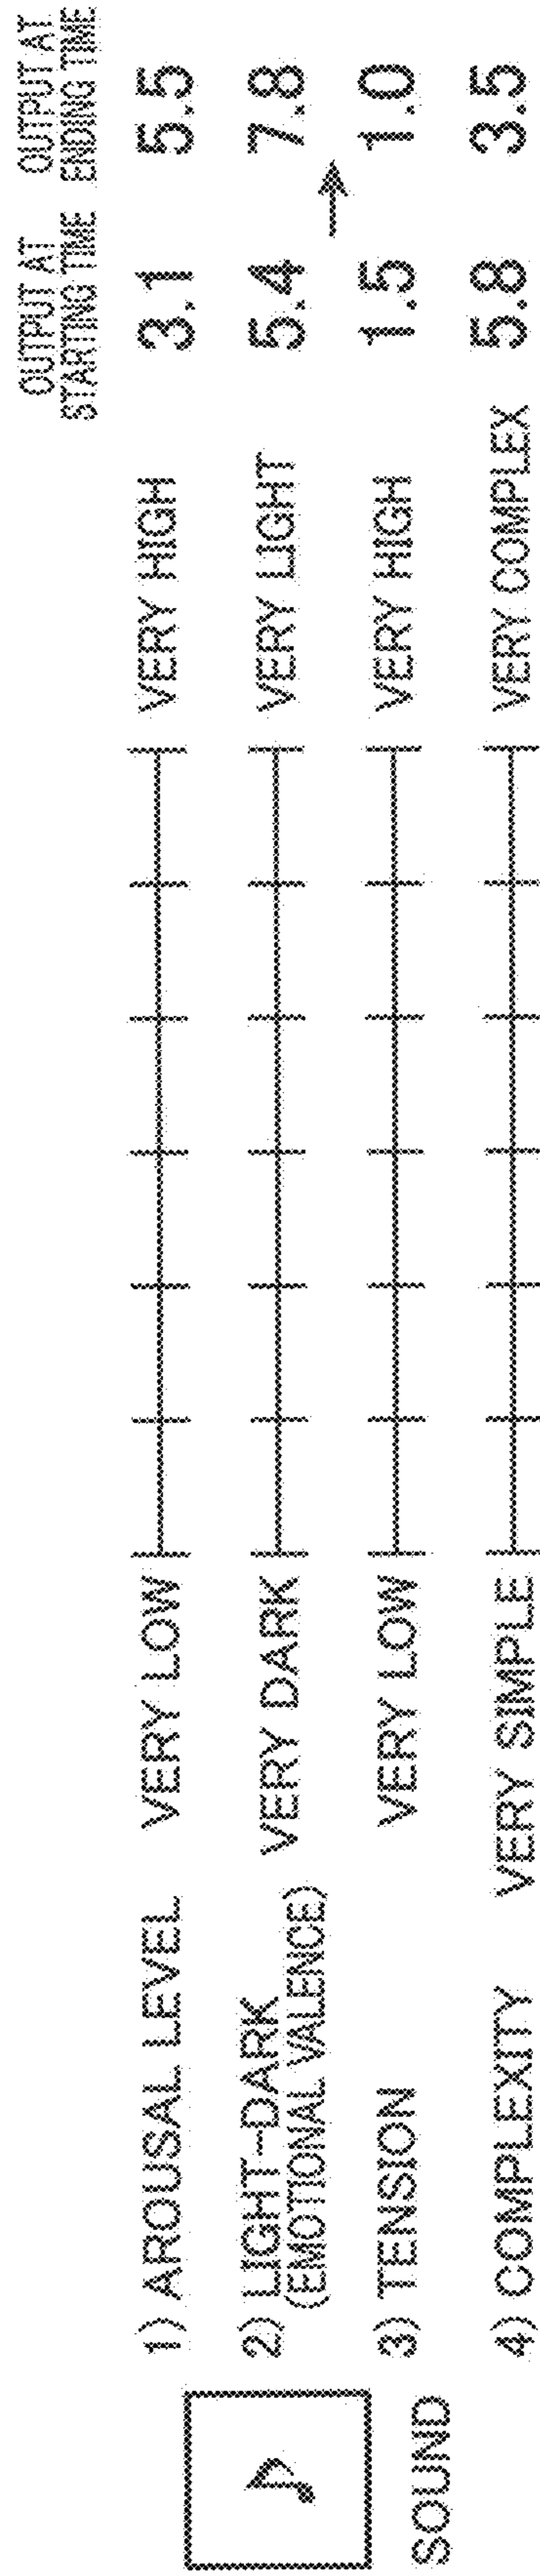 OUTPUT AT STARTING TIME
OUTPUT AT ENDING TIME
1) AROUSAL LEVEL VERY LOW VERY HIGH 3.1 5.5
2) LIGHT-DARK VERY DARK VERY LIGHT 5.4 7.8
(EMOTIONAL VALENCE)
3) TENSION VERY LOW VERY HIGH 1.5 1.0
4) COMPLEXITY VERY SIMPLE VERY COMPLEX 5.8 3.5
SOUND